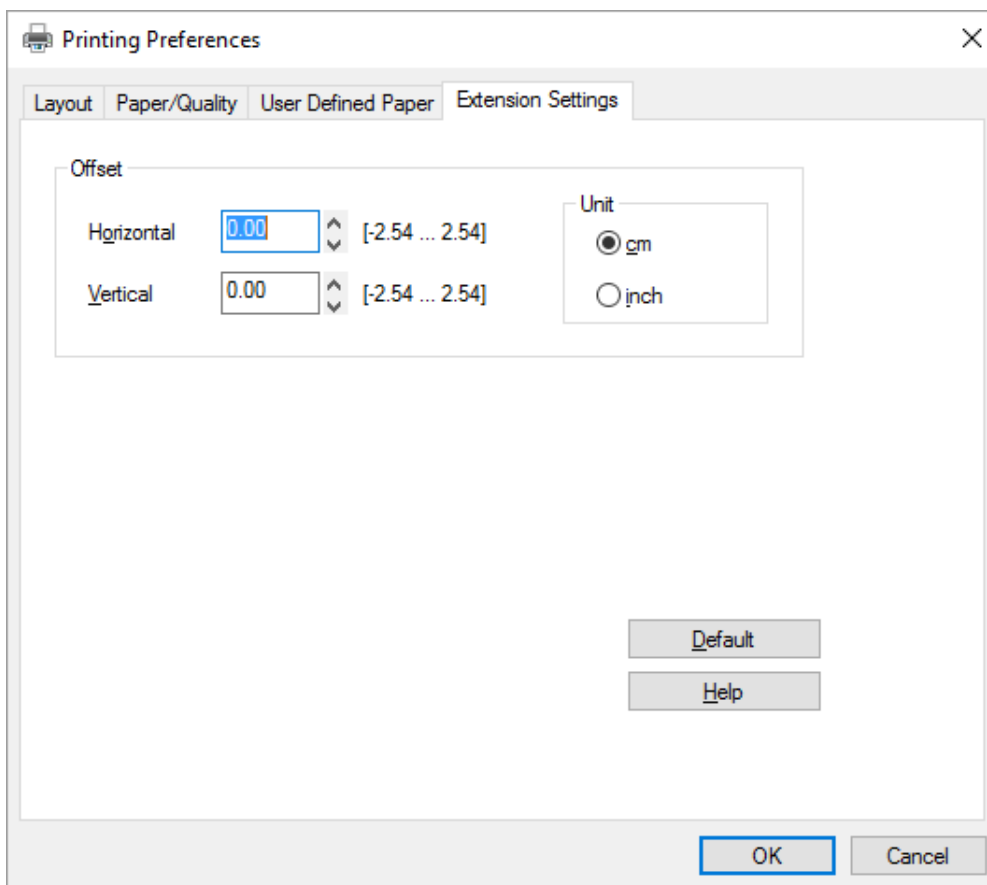 Printing Preferences
Layout Paper/Quality User Defined Paper Extension Settings
Offset
Unit
Horizontal 0.00 [-2.54 ... 2.54]
cm
Vertical 0.00 [-2.54 ... 2.54]
inch
Default
Help
OK Cancel